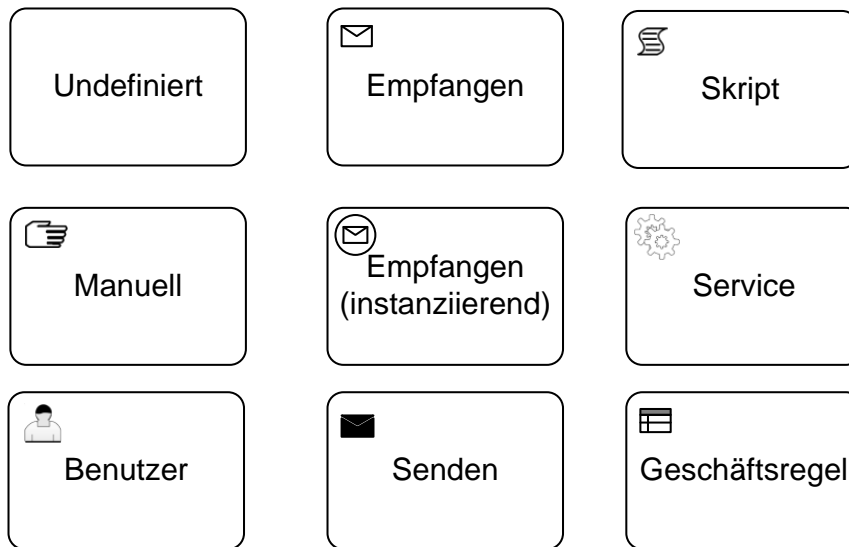 Undefiniert
Empfangen
Skript
Manuell
Empfangen
(instanziierend)
Service
Benutzer
Senden
Geschäftsregel